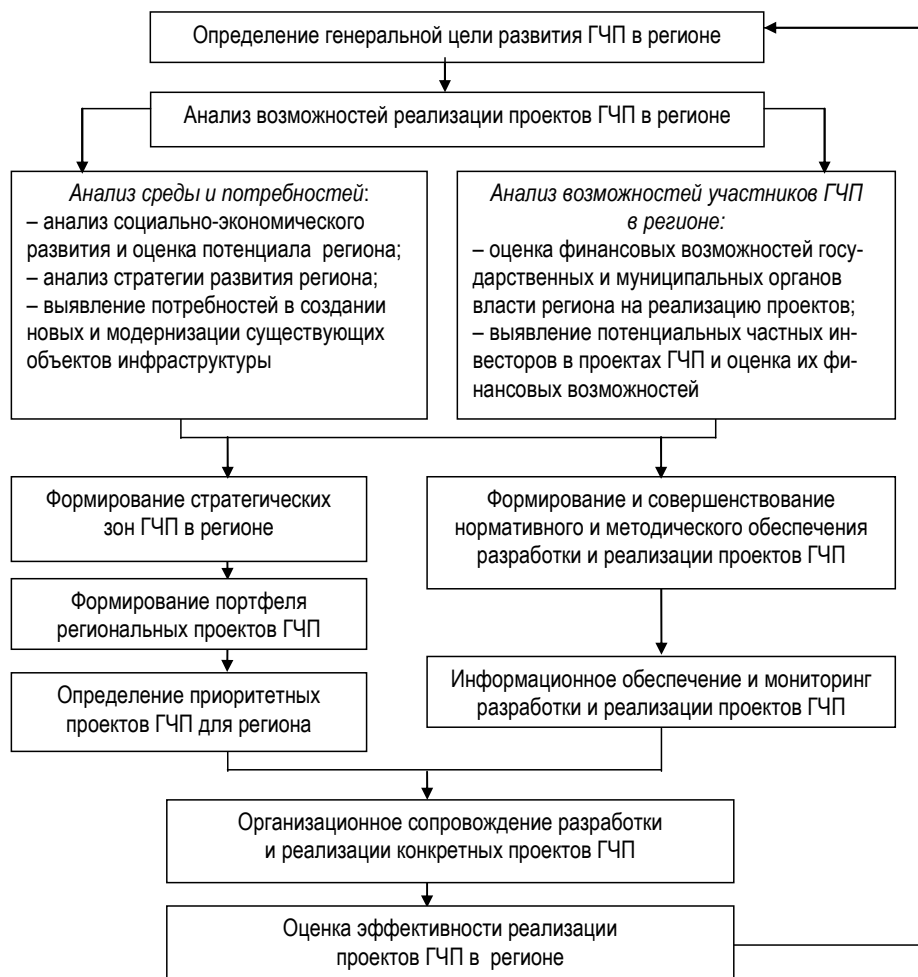 Определение генеральной цели развития ГЧП в регионе
Анализ возможностей реализации проектов ГЧП в регионе
Анализ среды и потребностей:
– анализ социально-экономического
развития и оценка потенциала региона;
– анализ стратегии развития региона;
– выявление потребностей в создании
новых и модернизации существующих
объектов инфраструктуры
Анализ возможностей участников ГЧП
в регионе:
– оценка финансовых возможностей госу-
дарственных и муниципальных органов
власти региона на реализацию проектов;
– выявление потенциальных частных ин-
весторов в проектах ГЧП и оценка их фи-
нансовых возможностей
Формирование стратегических
зон ГЧП в регионе
Формирование портфеля
региональных проектов ГЧП
Определение приоритетных
проектов ГЧП для региона
Формирование и совершенствование
нормативного и методического обеспечения
разработки и реализации проектов ГЧП
Информационное обеспечение и мониторинг
разработки и реализации проектов ГЧП
Организационное сопровождение разработки
и реализации конкретных проектов ГЧП
Оценка эффективности реализации
проектов ГЧП в регионе